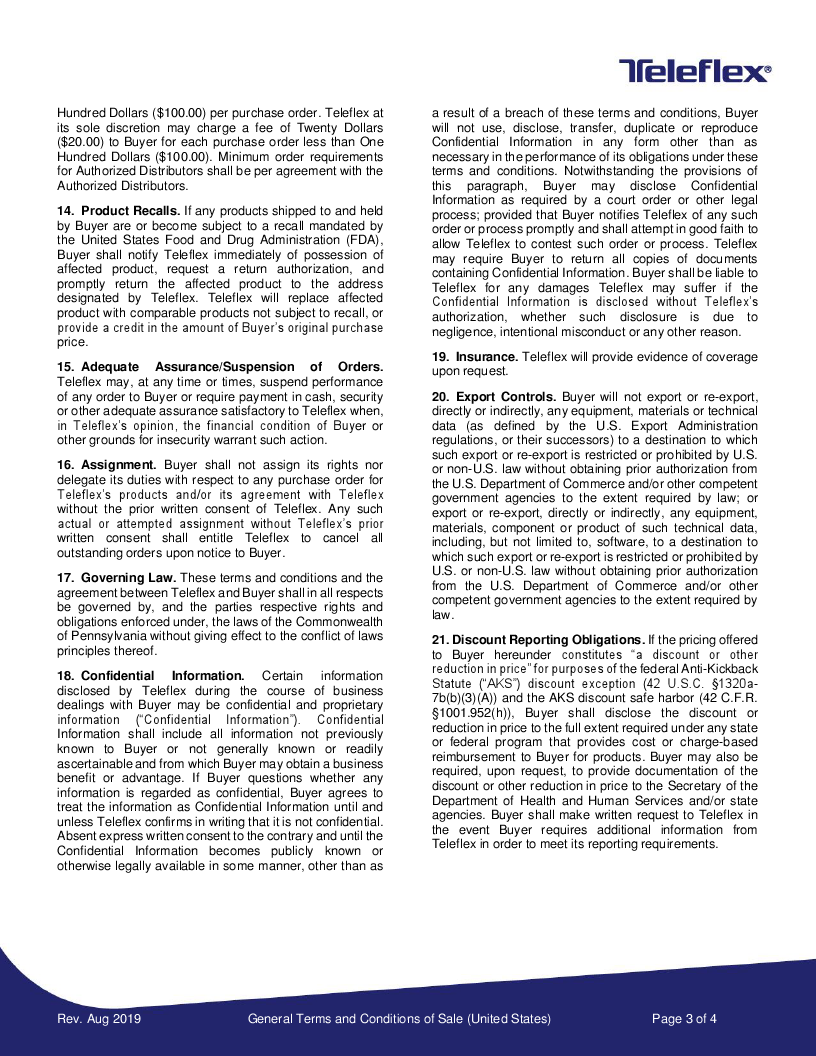 Teleflex®
Hundred Dollars ($100.00) per purchase order. Teleflex at
its sole discretion may charge a fee of Twenty Dollars
($20.00) to Buyer for each purchase order less than One
Hundred Dollars ($100.00). Minimum order requirements
for Authorized Distributors shall be per agreement with the
Authorized Distributors.
14. Product Recalls. If any products shipped to and held
by Buyer are or become subject to a recall mandated by
the United States Food and Drug Administration (FDA),
Buyer shall notify Teleflex immediately of possession of
affected product, request a return authorization, and
promptly return the affected product to the address
designated by Teleflex. Teleflex will replace affected
product with comparable products not subject to recall, or
provide a credit in the amount of Buyer’s original purchase
price.
15. Adequate Assurance/Suspension of Orders.
Teleflex may, at any time or times, suspend performance
of any order to Buyer or require payment in cash, security
or other adequate assurance satisfactory to Teleflex when,
in Teleflex’s opinion, the financial condition of Buyer or
other grounds for insecurity warrant such action.
16. Assignment. Buyer shall not assign its rights nor
delegate its duties with respect to any purchase order for
Teleflex’s products and/or its agreement with Teleflex
without the prior written consent of Teleflex. Any such
actual or attempted assignment without Teleflex’s prior
written consent shall entitle Teleflex to cancel all
outstanding orders upon notice to Buyer.
17. Governing Law. These terms and conditions and the
agreement between Teleflex and Buyer shall in all respects
be governed by, and the parties respective rights and
obligations enforced under, the laws of the Commonwealth
of Pennsylvania without giving effect to the conflict of laws
principles thereof.
18. Confidential Information. Certain information
disclosed by Teleflex during the course of business
dealings with Buyer may be confidential and proprietary
information (“Confidential Information”). Confidential
Information shall include all information not previously
known to Buyer or not generally known or readily
ascertainable and from which Buyer may obtain a business
benefit or advantage. If Buyer questions whether any
information is regarded as confidential, Buyer agrees to
treat the information as Confidential Information until and
unless Teleflex confirms in writing that it is not confidential.
Absent express written consent to the contrary and until the
Confidential Information becomes publicly known or
otherwise legally available in some manner, other than as
a result of a breach of these terms and conditions, Buyer
will not use, disclose, transfer, duplicate or reproduce
Confidential Information in any form other than as
necessary in the performance of its obligations under these
terms and conditions. Notwithstanding the provisions of
this paragraph, Buyer may disclose Confidential
Information as required by a court order or other legal
process; provided that Buyer notifies Teleflex of any such
order or process promptly and shall attempt in good faith to
allow Teleflex to contest such order or process. Teleflex
may require Buyer to return all copies of documents
containing Confidential Information. Buyer shall be liable to
Teleflex for any damages Teleflex may suffer if the
Confidential Information is disclosed without Teleflex’s
authorization, whether such disclosure is due to
negligence, intentional misconduct or any other reason.
19. Insurance. Teleflex will provide evidence of coverage
upon request.
20. Export Controls. Buyer will not export or re-export,
directly or indirectly, any equipment, materials or technical
data (as defined by the U.S. Export Administration
regulations, or their successors) to a destination to which
such export or re-export is restricted or prohibited by U.S.
or non-U.S. law without obtaining prior authorization from
the U.S. Department of Commerce and/or other competent
government agencies to the extent required by law; or
export or re-export, directly or indirectly, any equipment,
materials, component or product of such technical data,
including, but not limited to, software, to a destination to
which such export or re-export is restricted or prohibited by
U.S. or non-U.S. law without obtaining prior authorization
from the U.S. Department of Commerce and/or other
competent government agencies to the extent required by
law.
21. Discount Reporting Obligations. If the pricing offered
to Buyer hereunder constitutes “a discount or other
reduction in price” for purposes of the federal Anti-Kickback
Statute (“AKS”) discount exception (42 U.S.C. §1320a-
7b(b)(3)(A)) and the AKS discount safe harbor (42 C.F.R.
§1001.952(h)), Buyer shall disclose the discount or
reduction in price to the full extent required under any state
or federal program that provides cost or charge-based
reimbursement to Buyer for products. Buyer may also be
required, upon request, to provide documentation of the
discount or other reduction in price to the Secretary of the
Department of Health and Human Services and/or state
agencies. Buyer shall make written request to Teleflex in
the event Buyer requires additional information from
Teleflex in order to meet its reporting requirements.
Rev. Aug 2019 General Terms and Conditions of Sale (United States) Page 3 of 4